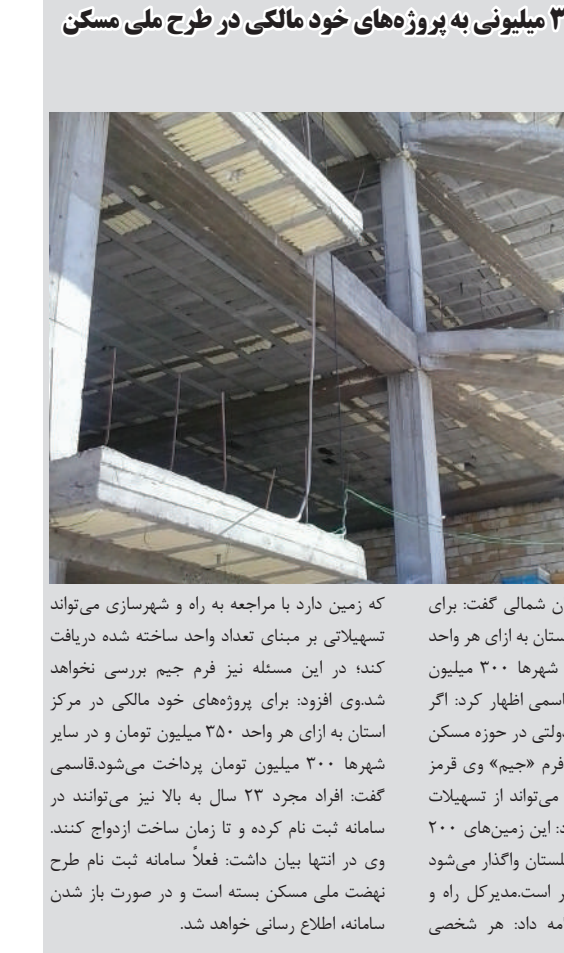 میلیونی به پروژه‌های خود مالکی در طرح ملی مسکن
شمالی گفت: برای
به ازای هر واحد
شهرها ۳۰۰ میلیون
اظهار کرد: اگر
در حوزه مسکن
فرم «جیم» وی قرمز
می‌تواند از تسهیلات
این زمین‌های ۲۰۰
واگذار می‌شود
است.مدیرکل راه و
داد: هر شخصی
که زمین دارد با مراجعه به راه و شهرسازی می‌تواند
تسهیلاتی بر مبنای تعداد واحد ساخته شده دریافت
کند؛ در این مسئله نیز فرم جیم بررسی نخواهد
شد.وی افزود: برای پروژه‌های خود مالکی در مرکز
استان به ازای هر واحد ۳۵۰ میلیون تومان و در سایر
شهرها ۳۰۰ میلیون تومان پرداخت می‌شود.قاسمی
گفت: افراد مجرد ۲۳ سال به بالا نیز می‌توانند در
سامانه ثبت نام کرده و تا زمان ساخت ازدواج کنند.
وی در انتها بیان داشت: فعلاً سامانه ثبت نام طرح
نهضت ملی مسکن بسته است و در صورت باز شدن
سامانه، اطلاع رسانی خواهد شد.